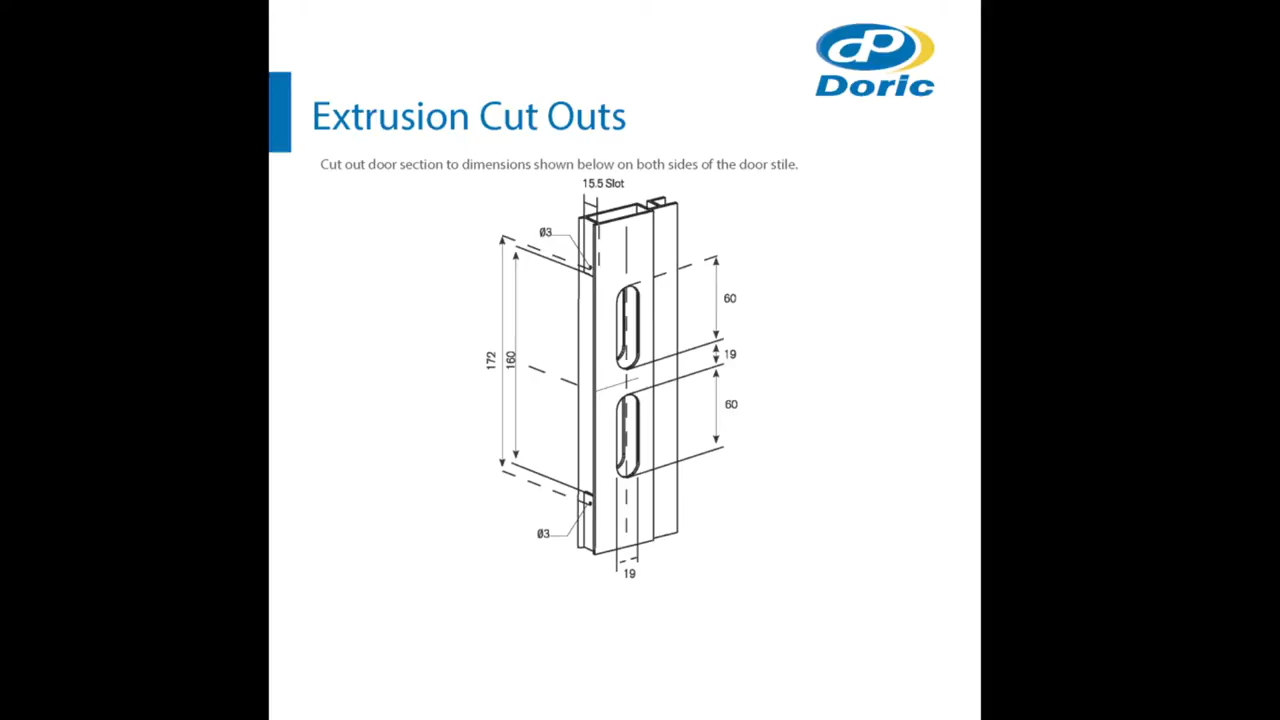 dP
Doric
Extrusion Cut Outs
Cut out door section to dimensions shown below on both sides of the door stile.
15.5 Slot
Ø3
60
172
160
19
60
Ø3
19